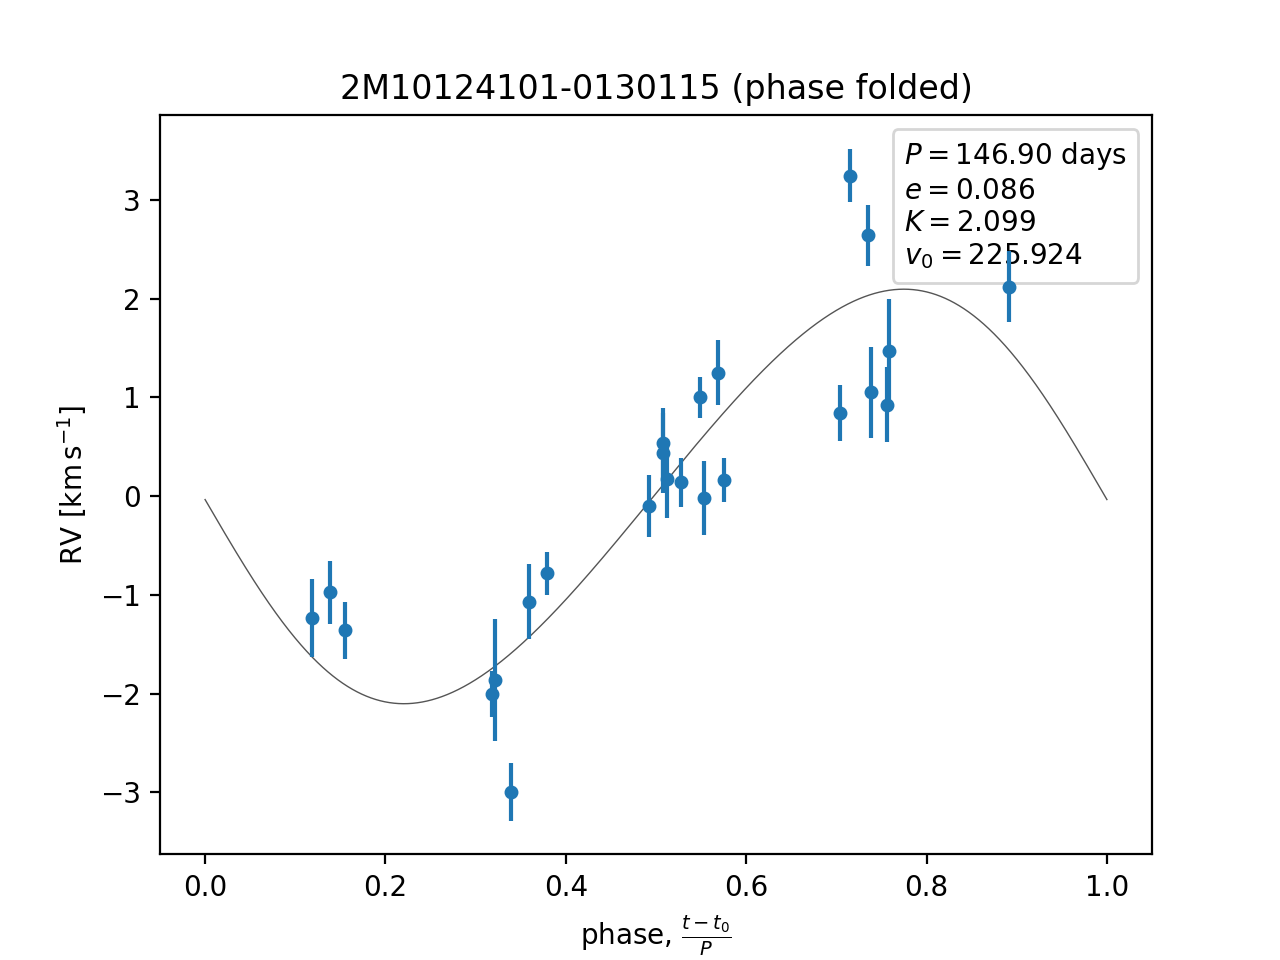 2M10124101-0130115 (phase folded)
P = 146.90 days
e = 0.086
K = 2.099
v₀ = 225.924
3
2
1
0
−1
−2
−3
RV [km s⁻¹]
0.0 0.2 0.4 0.6 0.8 1.0
phase, (t − t₀)/P